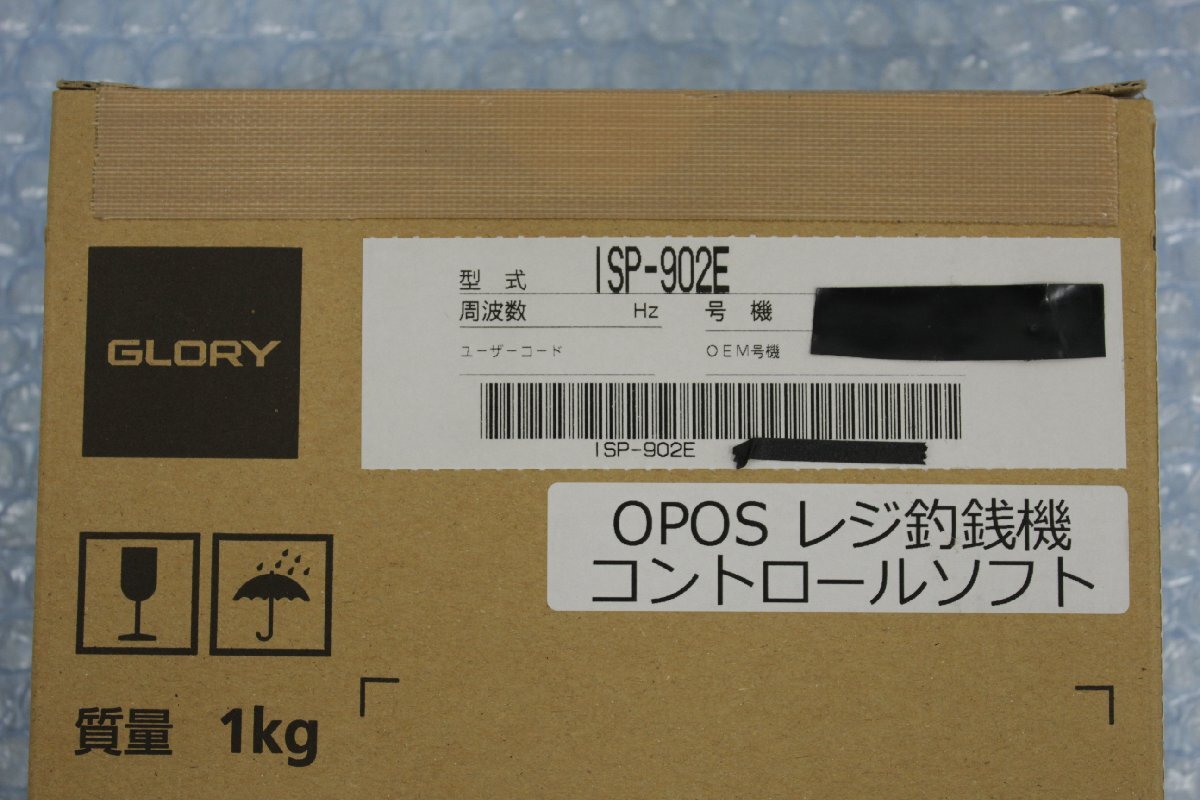 GLORY
型式 ISP-902E
周波数 Hz 号機
ユーザーコード OEM号機
ISP-902E
OPOS レジ釣銭機
コントロールソフト
質量 1kg